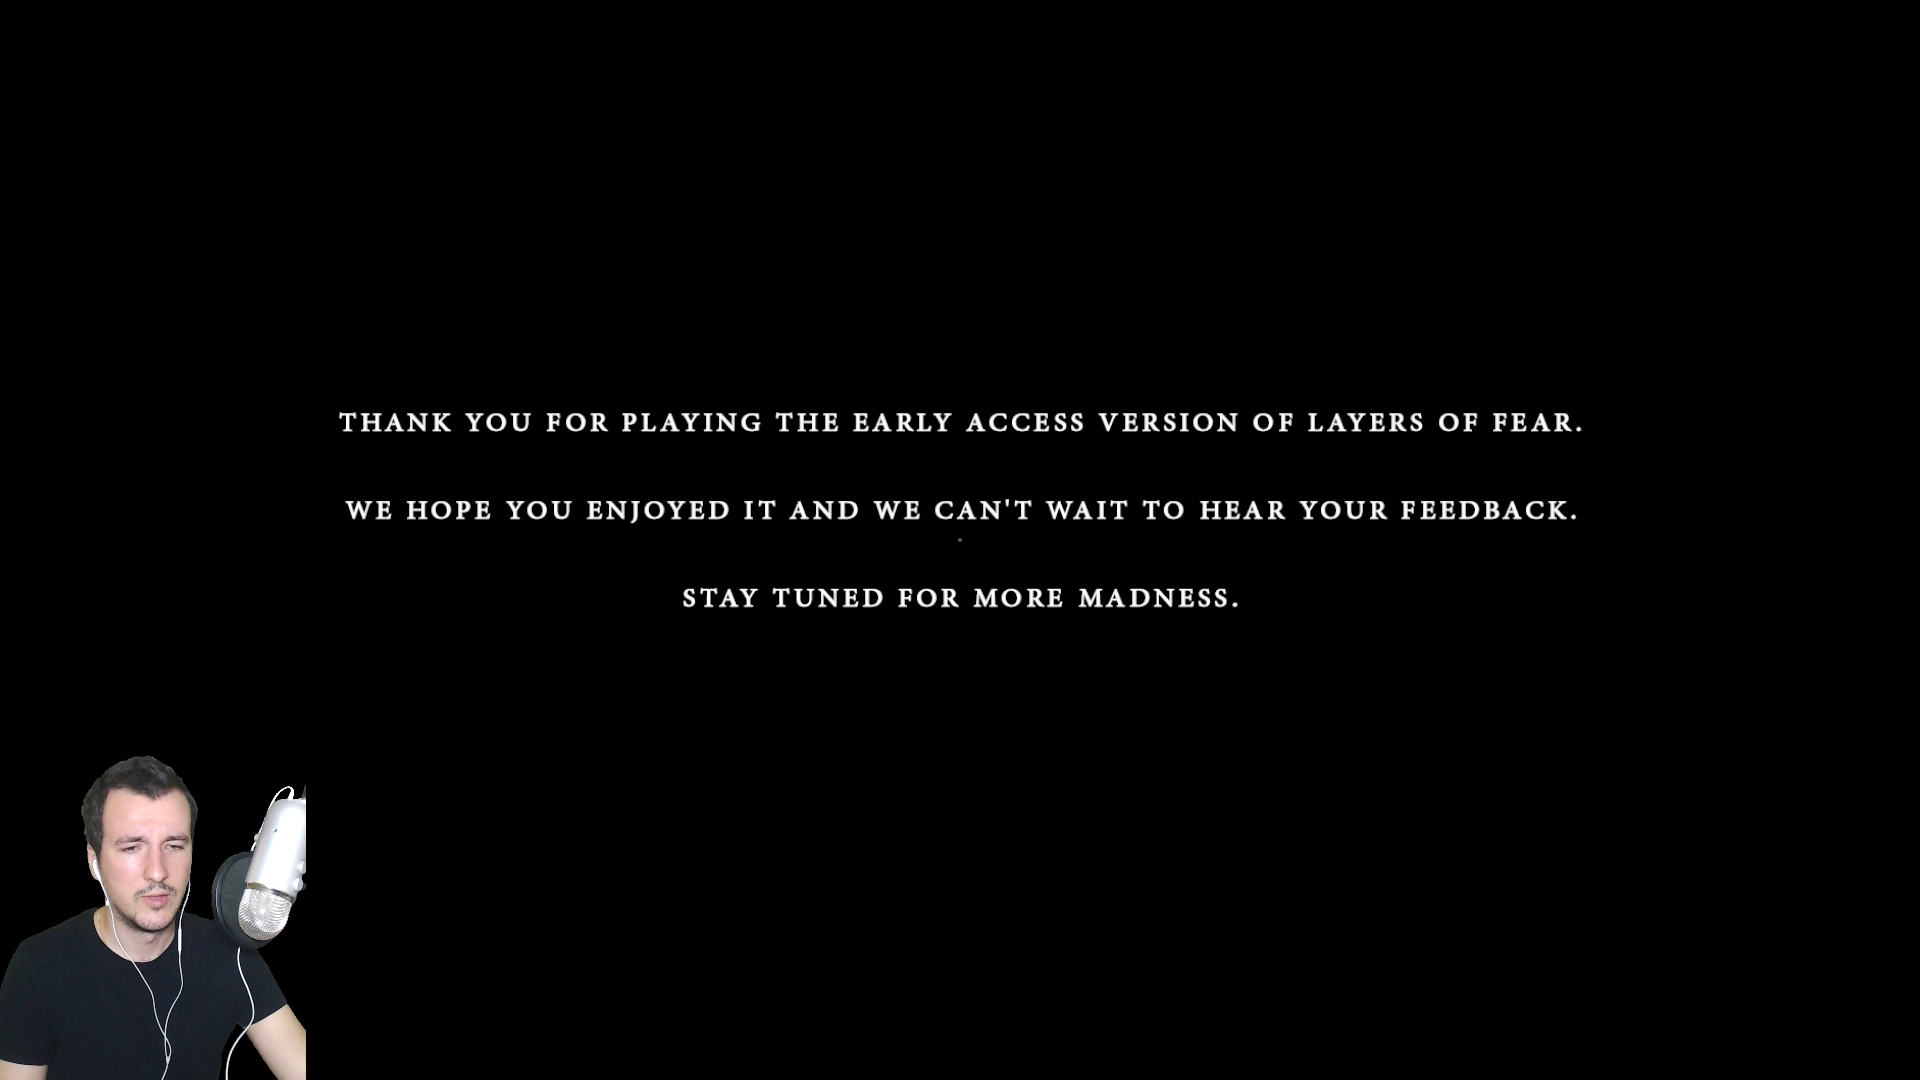 THANK YOU FOR PLAYING THE EARLY ACCESS VERSION OF LAYERS OF FEAR.
WE HOPE YOU ENJOYED IT AND WE CAN'T WAIT TO HEAR YOUR FEEDBACK.
STAY TUNED FOR MORE MADNESS.